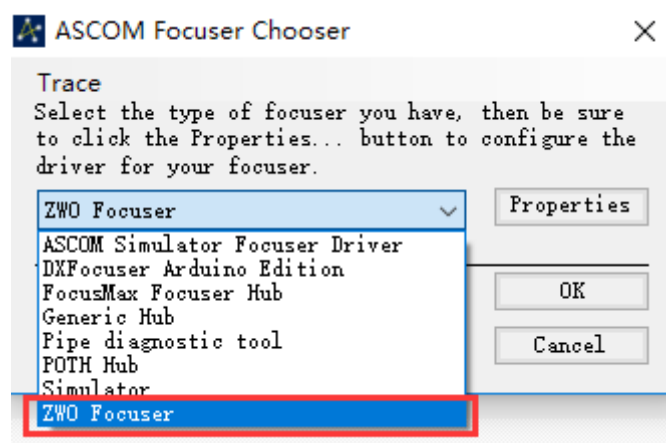 ASCOM Focuser Chooser
Trace
Select the type of focuser you have, then be sure
to click the Properties... button to configure the
driver for your focuser.
ZWO Focuser
Properties
ASCOM Simulator Focuser Driver
DXFocuser Arduino Edition
FocusMax Focuser Hub
OK
Generic Hub
Pipe diagnostic tool
Cancel
POTH Hub
Simulator
ZWO Focuser